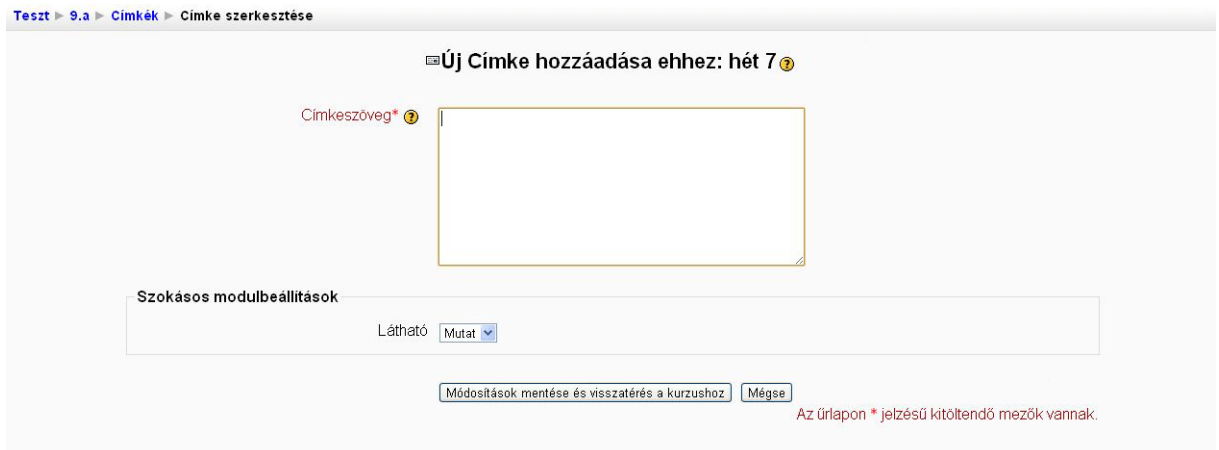 Teszt ► 9.a ► Címkék ► Címke szerkesztése
Új Címke hozzáadása ehhez: hét 7
Címkeszöveg*
Szokásos modulbeállítások
Látható Mutat
Módosítások mentése és visszatérés a kurzushoz Mégse
Az űrlapon * jelzésű kitöltendő mezők vannak.